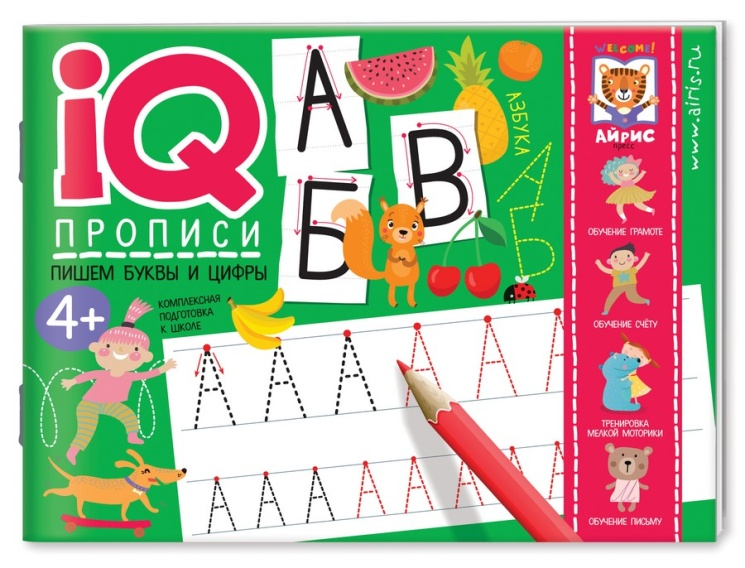 iQ
ПРОПИСИ
ПИШЕМ БУКВЫ И ЦИФРЫ
4+
КОМПЛЕКСНАЯ
ПОДГОТОВКА
К ШКОЛЕ
А
Б
В
АЗБУКА
А
Б
А А А А А А
А А А А А А А А
WELCOME!
АЙРИС
пресс
www.airis.ru
ОБУЧЕНИЕ ГРАМОТЕ
ОБУЧЕНИЕ СЧЁТУ
ТРЕНИРОВКА
МЕЛКОЙ МОТОРИКИ
ОБУЧЕНИЕ ПИСЬМУ